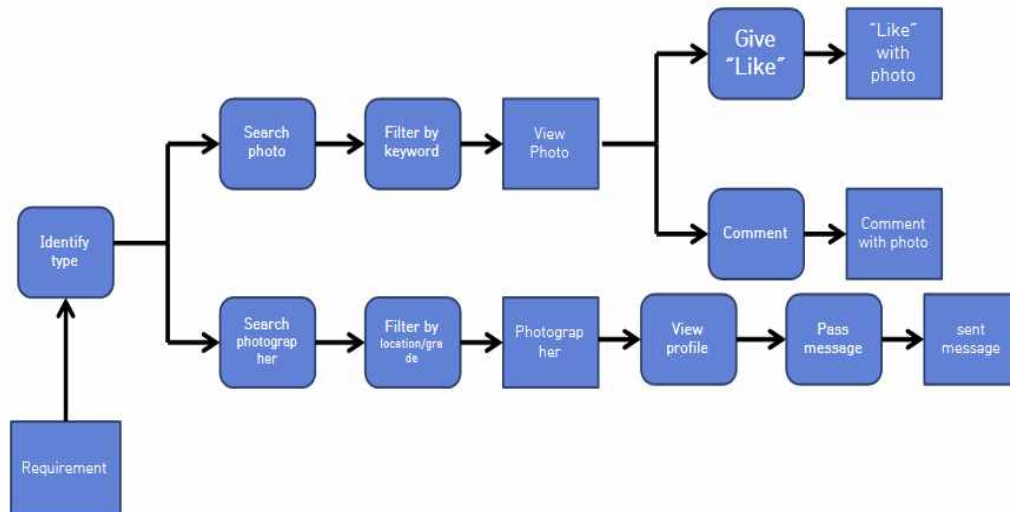 Give
"Like"
"Like"
with
photo
Search
photo
Filter by
keyword
View
Photo
Identify
type
Comment
Comment
with photo
Search
photograp
her
Filter by
location/gra
de
Photograp
her
View
profile
Pass
message
sent
message
Requirement